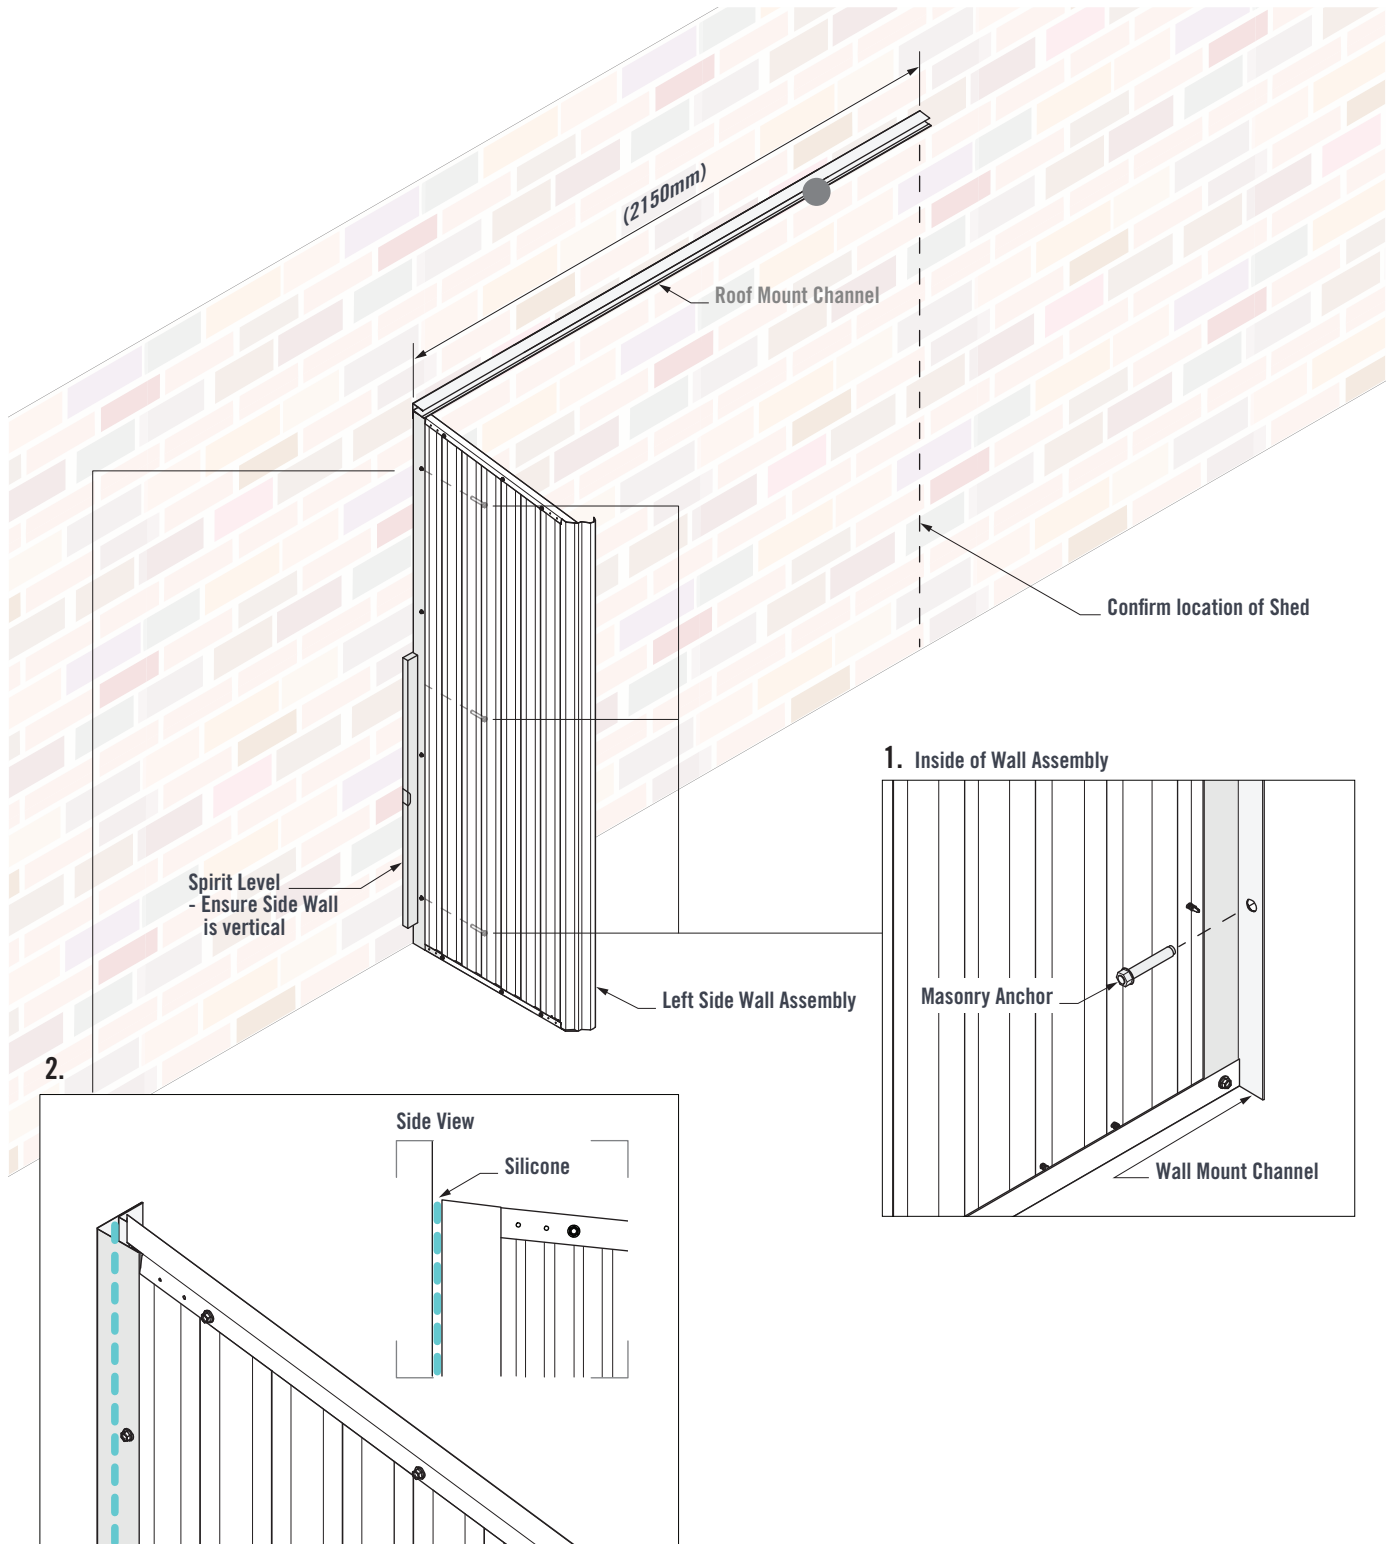 (2150mm)
Roof Mount Channel
Confirm location of Shed
Spirit Level
- Ensure Side Wall
is vertical
Left Side Wall Assembly
1. Inside of Wall Assembly
Masonry Anchor
Wall Mount Channel
2.
Side View
Silicone